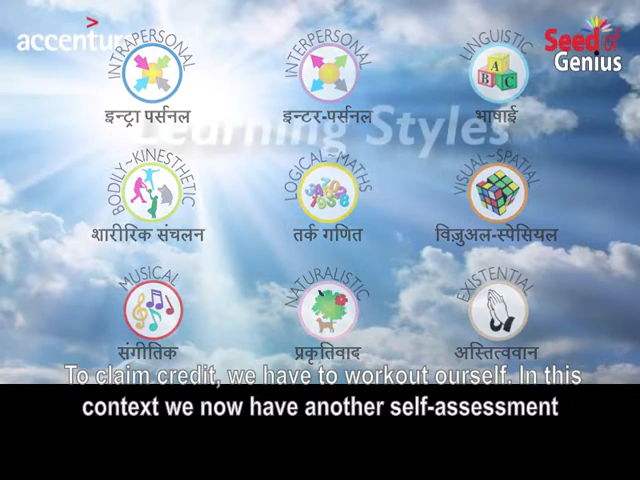 >
accenture
Seed of
Genius
Learning Styles
INTRAPERSONAL
INTERPERSONAL
LINGUISTIC
A
B C
इन्ट्रा पर्सनल
इन्टर-पर्सनल
भाषाई
BODILY~KINESTHETIC
LOGICAL~MATHS
VISUAL~SPATIAL
शारीरिक संचलन
तर्क गणित
विज़ुअल-स्पेसियल
MUSICAL
NATURALISTIC
EXISTENTIAL
संगीतिक
प्रकृतिवाद
अस्तित्ववान
To claim credit, we have to workout ourself. In this
context we now have another self-assessment